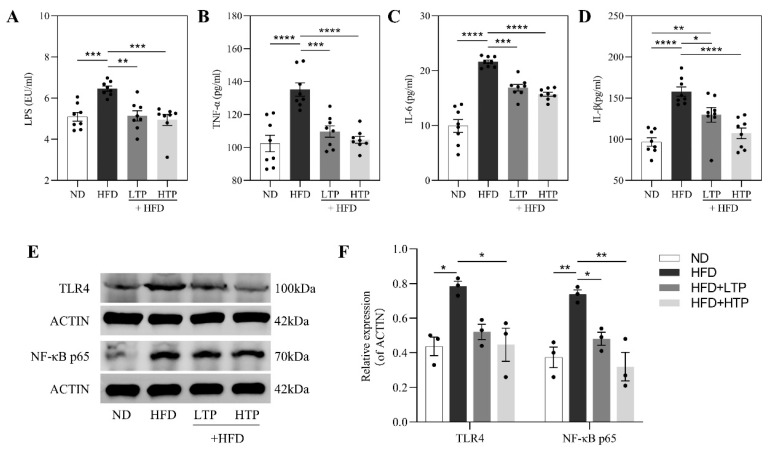 A
LPS (EU/ml)
10
8
6
4
2
0
***
***
**
ND
HFD
LTP
HTP
+ HFD
B
TNF-α (pg/ml)
160
140
120
100
80
****
****
***
ND
HFD
LTP
HTP
+ HFD
C
IL-6 (pg/ml)
30
20
10
0
****
****
***
ND
HFD
LTP
HTP
+ HFD
D
IL-β(pg/ml)
250
200
150
100
50
**
****
*
****
ND
HFD
LTP
HTP
+ HFD
E
TLR4
100kDa
ACTIN
42kDa
NF-κB p65
70kDa
ACTIN
42kDa
ND
HFD
LTP
HTP
+HFD
F
Relative expression
(of ACTIN)
0.8
0.6
0.4
0.2
0.0
*
*
**
**
*
TLR4
NF-κB p65
ND
HFD
HFD+LTP
HFD+HTP